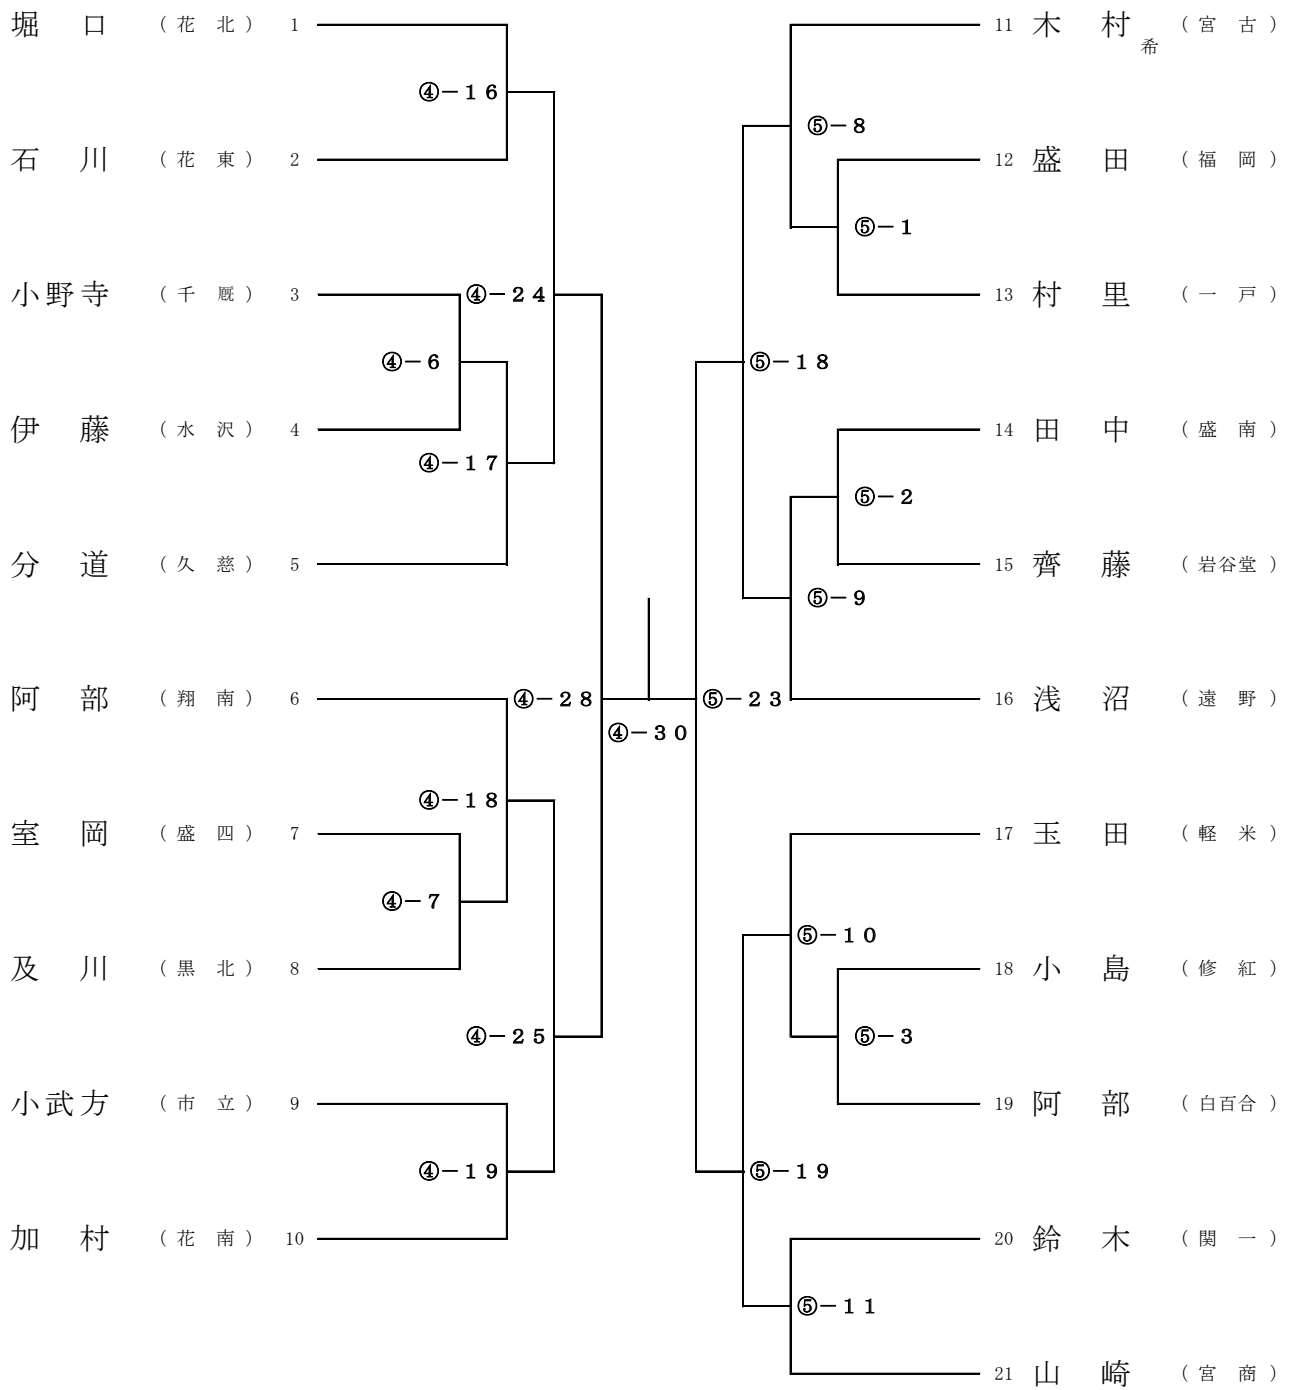 堀口 (花北) 1
④－16
石川 (花東) 2
小野寺 (千厩) 3
④－24
④－6
伊藤 (水沢) 4
④－17
分道 (久慈) 5
阿部 (翔南) 6
④－28
④－18
室岡 (盛四) 7
④－7
及川 (黒北) 8
④－25
小武方 (市立) 9
④－19
加村 (花南) 10
④－30
11 木村希 (宮古)
⑤－8
12 盛田 (福岡)
⑤－1
13 村里 (一戸)
⑤－18
14 田中 (盛南)
⑤－2
15 齊藤 (岩谷堂)
⑤－9
⑤－23
16 浅沼 (遠野)
17 玉田 (軽米)
⑤－10
18 小島 (修紅)
⑤－3
19 阿部 (白百合)
⑤－19
20 鈴木 (関一)
⑤－11
21 山崎 (宮商)